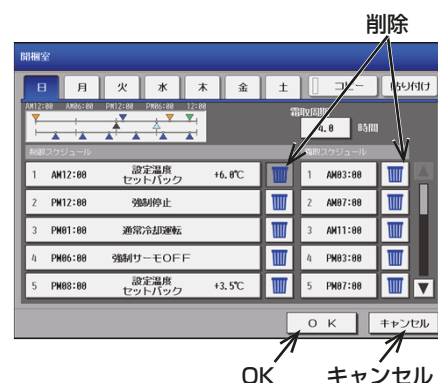 削除
開梱室
日 月 火 水 木 金 土 コピー 貼り付け
AM12:00 AM06:00 PM12:00 PM06:00 12:00
霜取周期
4.0 時間
制御スケジュール 霜取スケジュール
1 AM12:00 設定温度 セットバック +6.0℃ 1 AM03:00
2 PM12:00 強制停止 2 AM07:00
3 PM01:00 通常冷却運転 3 AM11:00
4 PM06:00 強制サーモOFF 4 PM03:00
5 PM08:00 設定温度 セットバック +3.5℃ 5 PM07:00
OK キャンセル
OK キャンセル